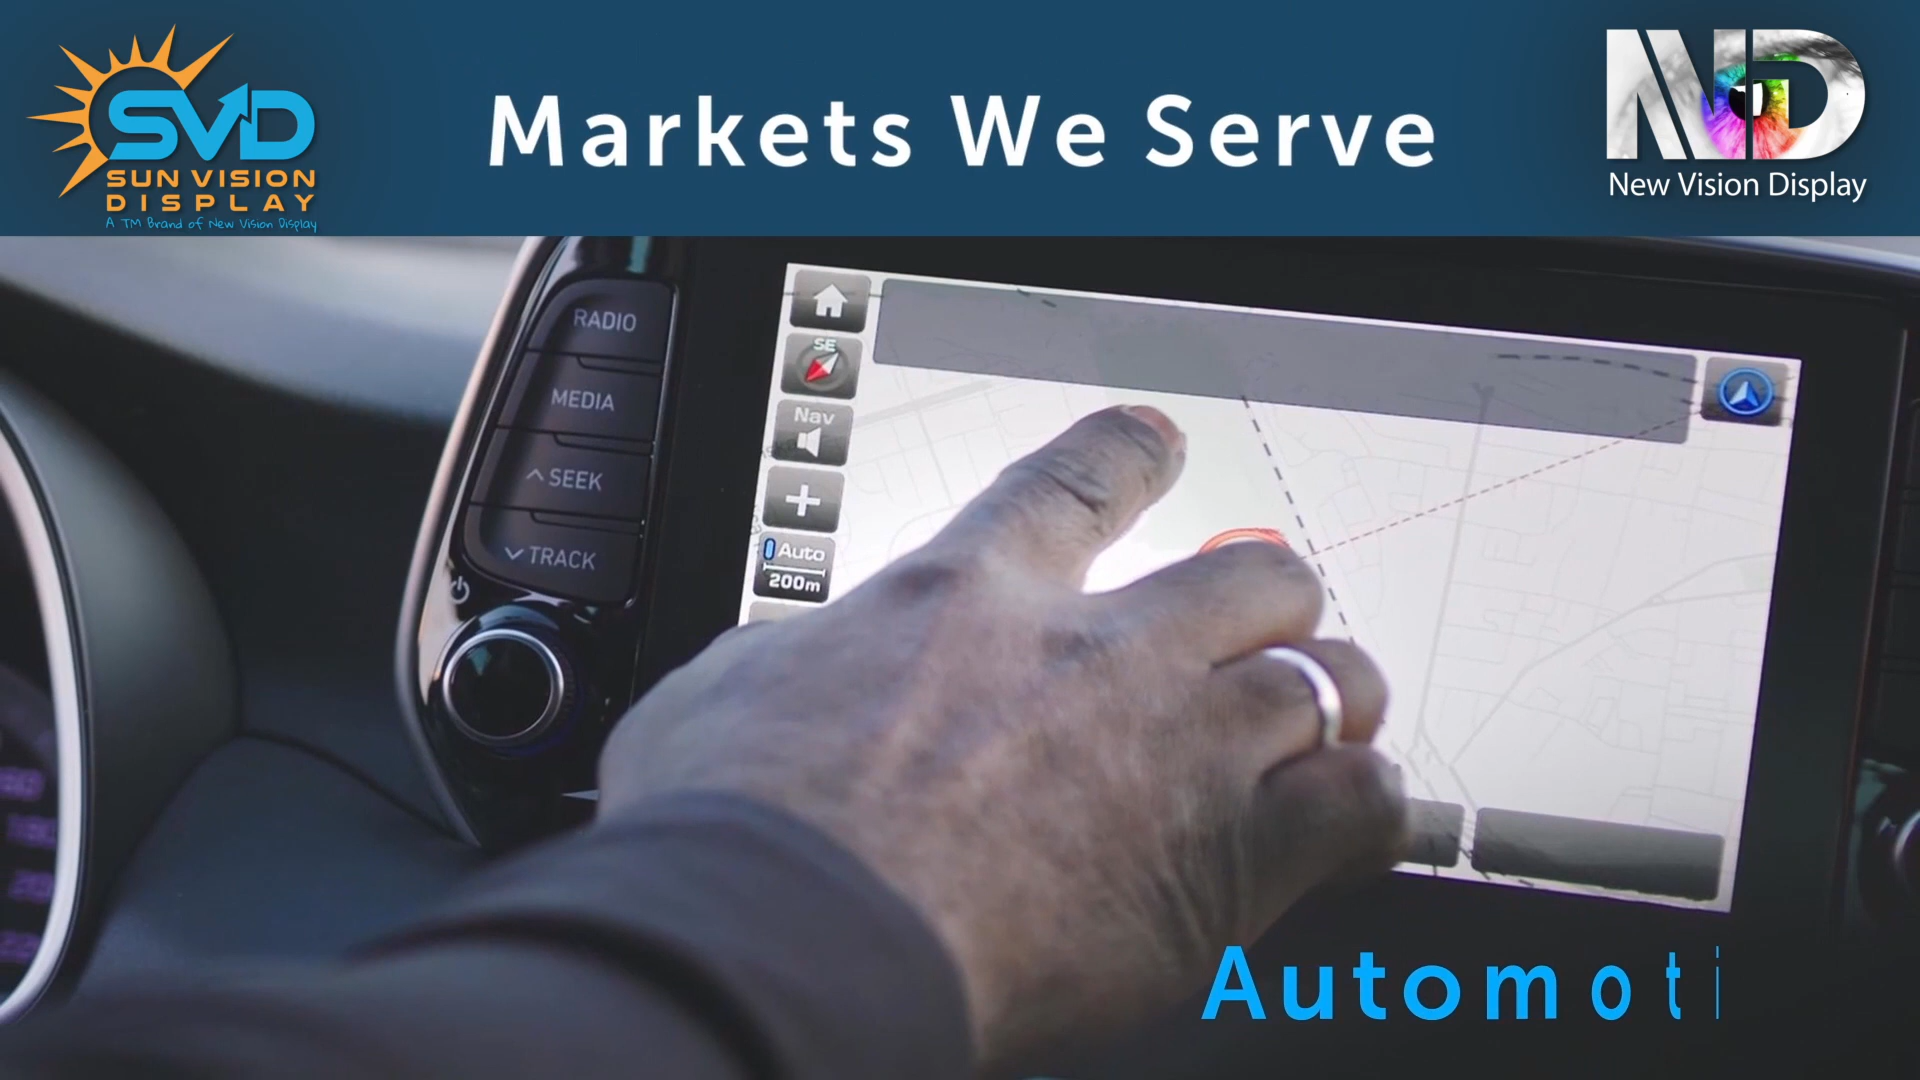 Markets We Serve
SVD
SUN VISION
DISPLAY
A TM Brand of New Vision Display
NVD
New Vision Display
RADIO
MEDIA
SEEK
TRACK
SE
Nav
Auto
200m
Automoti